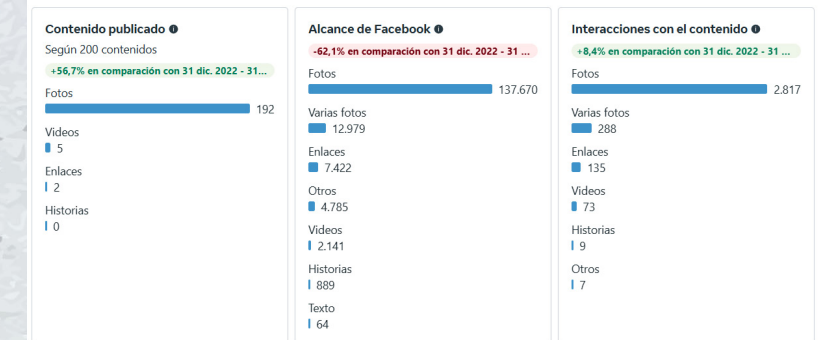 Contenido publicado
Según 200 contenidos
+56,7% en comparación con 31 dic. 2022 - 31...
Fotos
192
Videos
5
Enlaces
2
Historias
0
Alcance de Facebook
-62,1% en comparación con 31 dic. 2022 - 31 ...
Fotos
137.670
Varias fotos
12.979
Enlaces
7.422
Otros
4.785
Videos
2.141
Historias
889
Texto
64
Interacciones con el contenido
+8,4% en comparación con 31 dic. 2022 - 31 ...
Fotos
2.817
Varias fotos
288
Enlaces
135
Videos
73
Historias
9
Otros
7